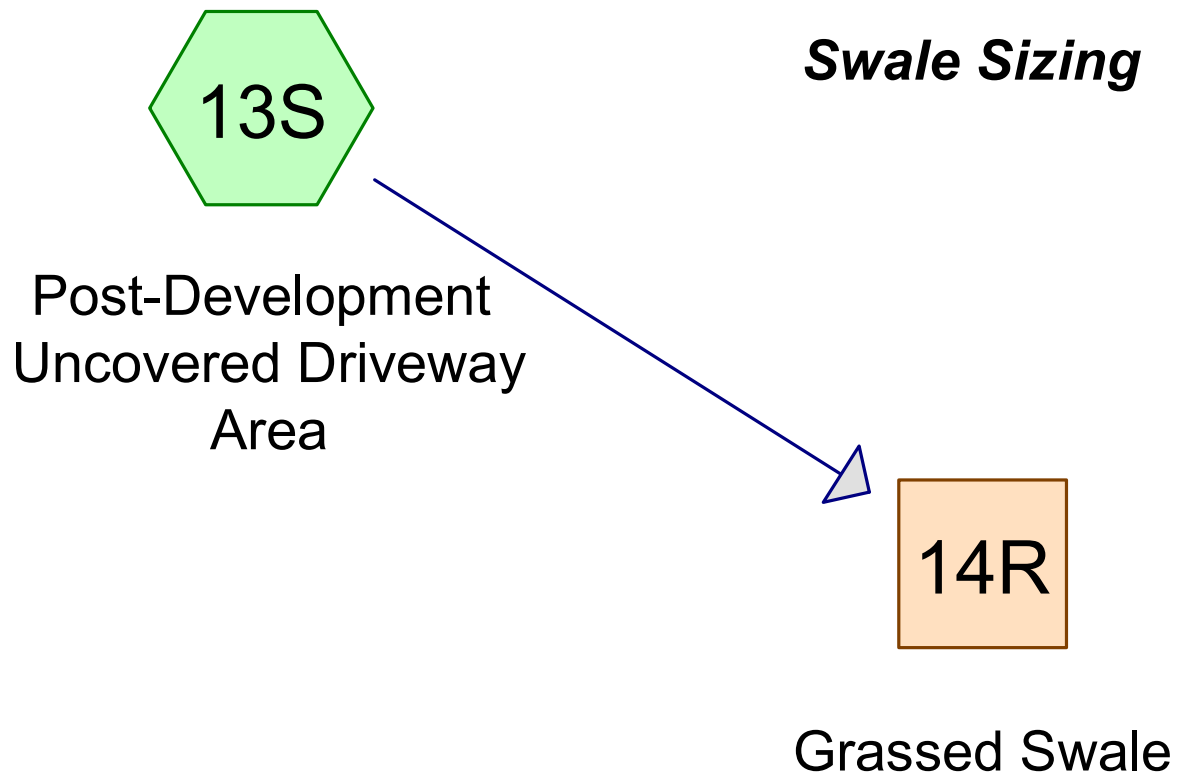 Swale Sizing
13S
Post-Development
Uncovered Driveway
Area
14R
Grassed Swale